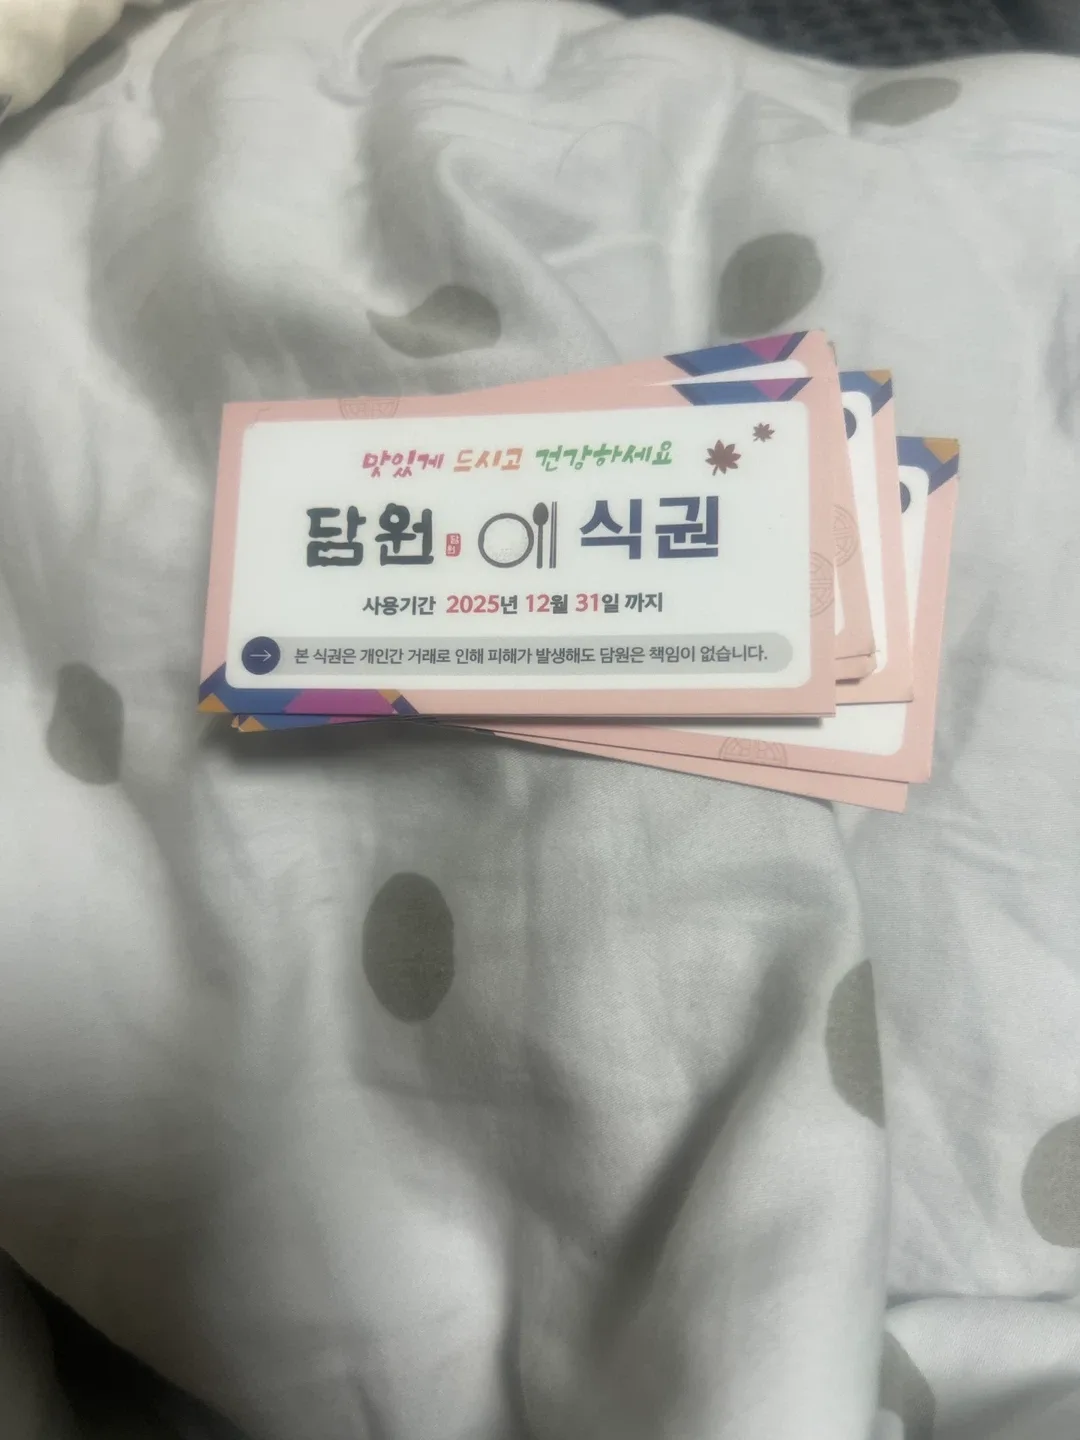 맛있게 드시고 건강하세요
담원 담원 에 식권
사용기간 2025년 12월 31일 까지
본 식권은 개인간 거래로 인해 피해가 발생해도 담원은 책임이 없습니다.